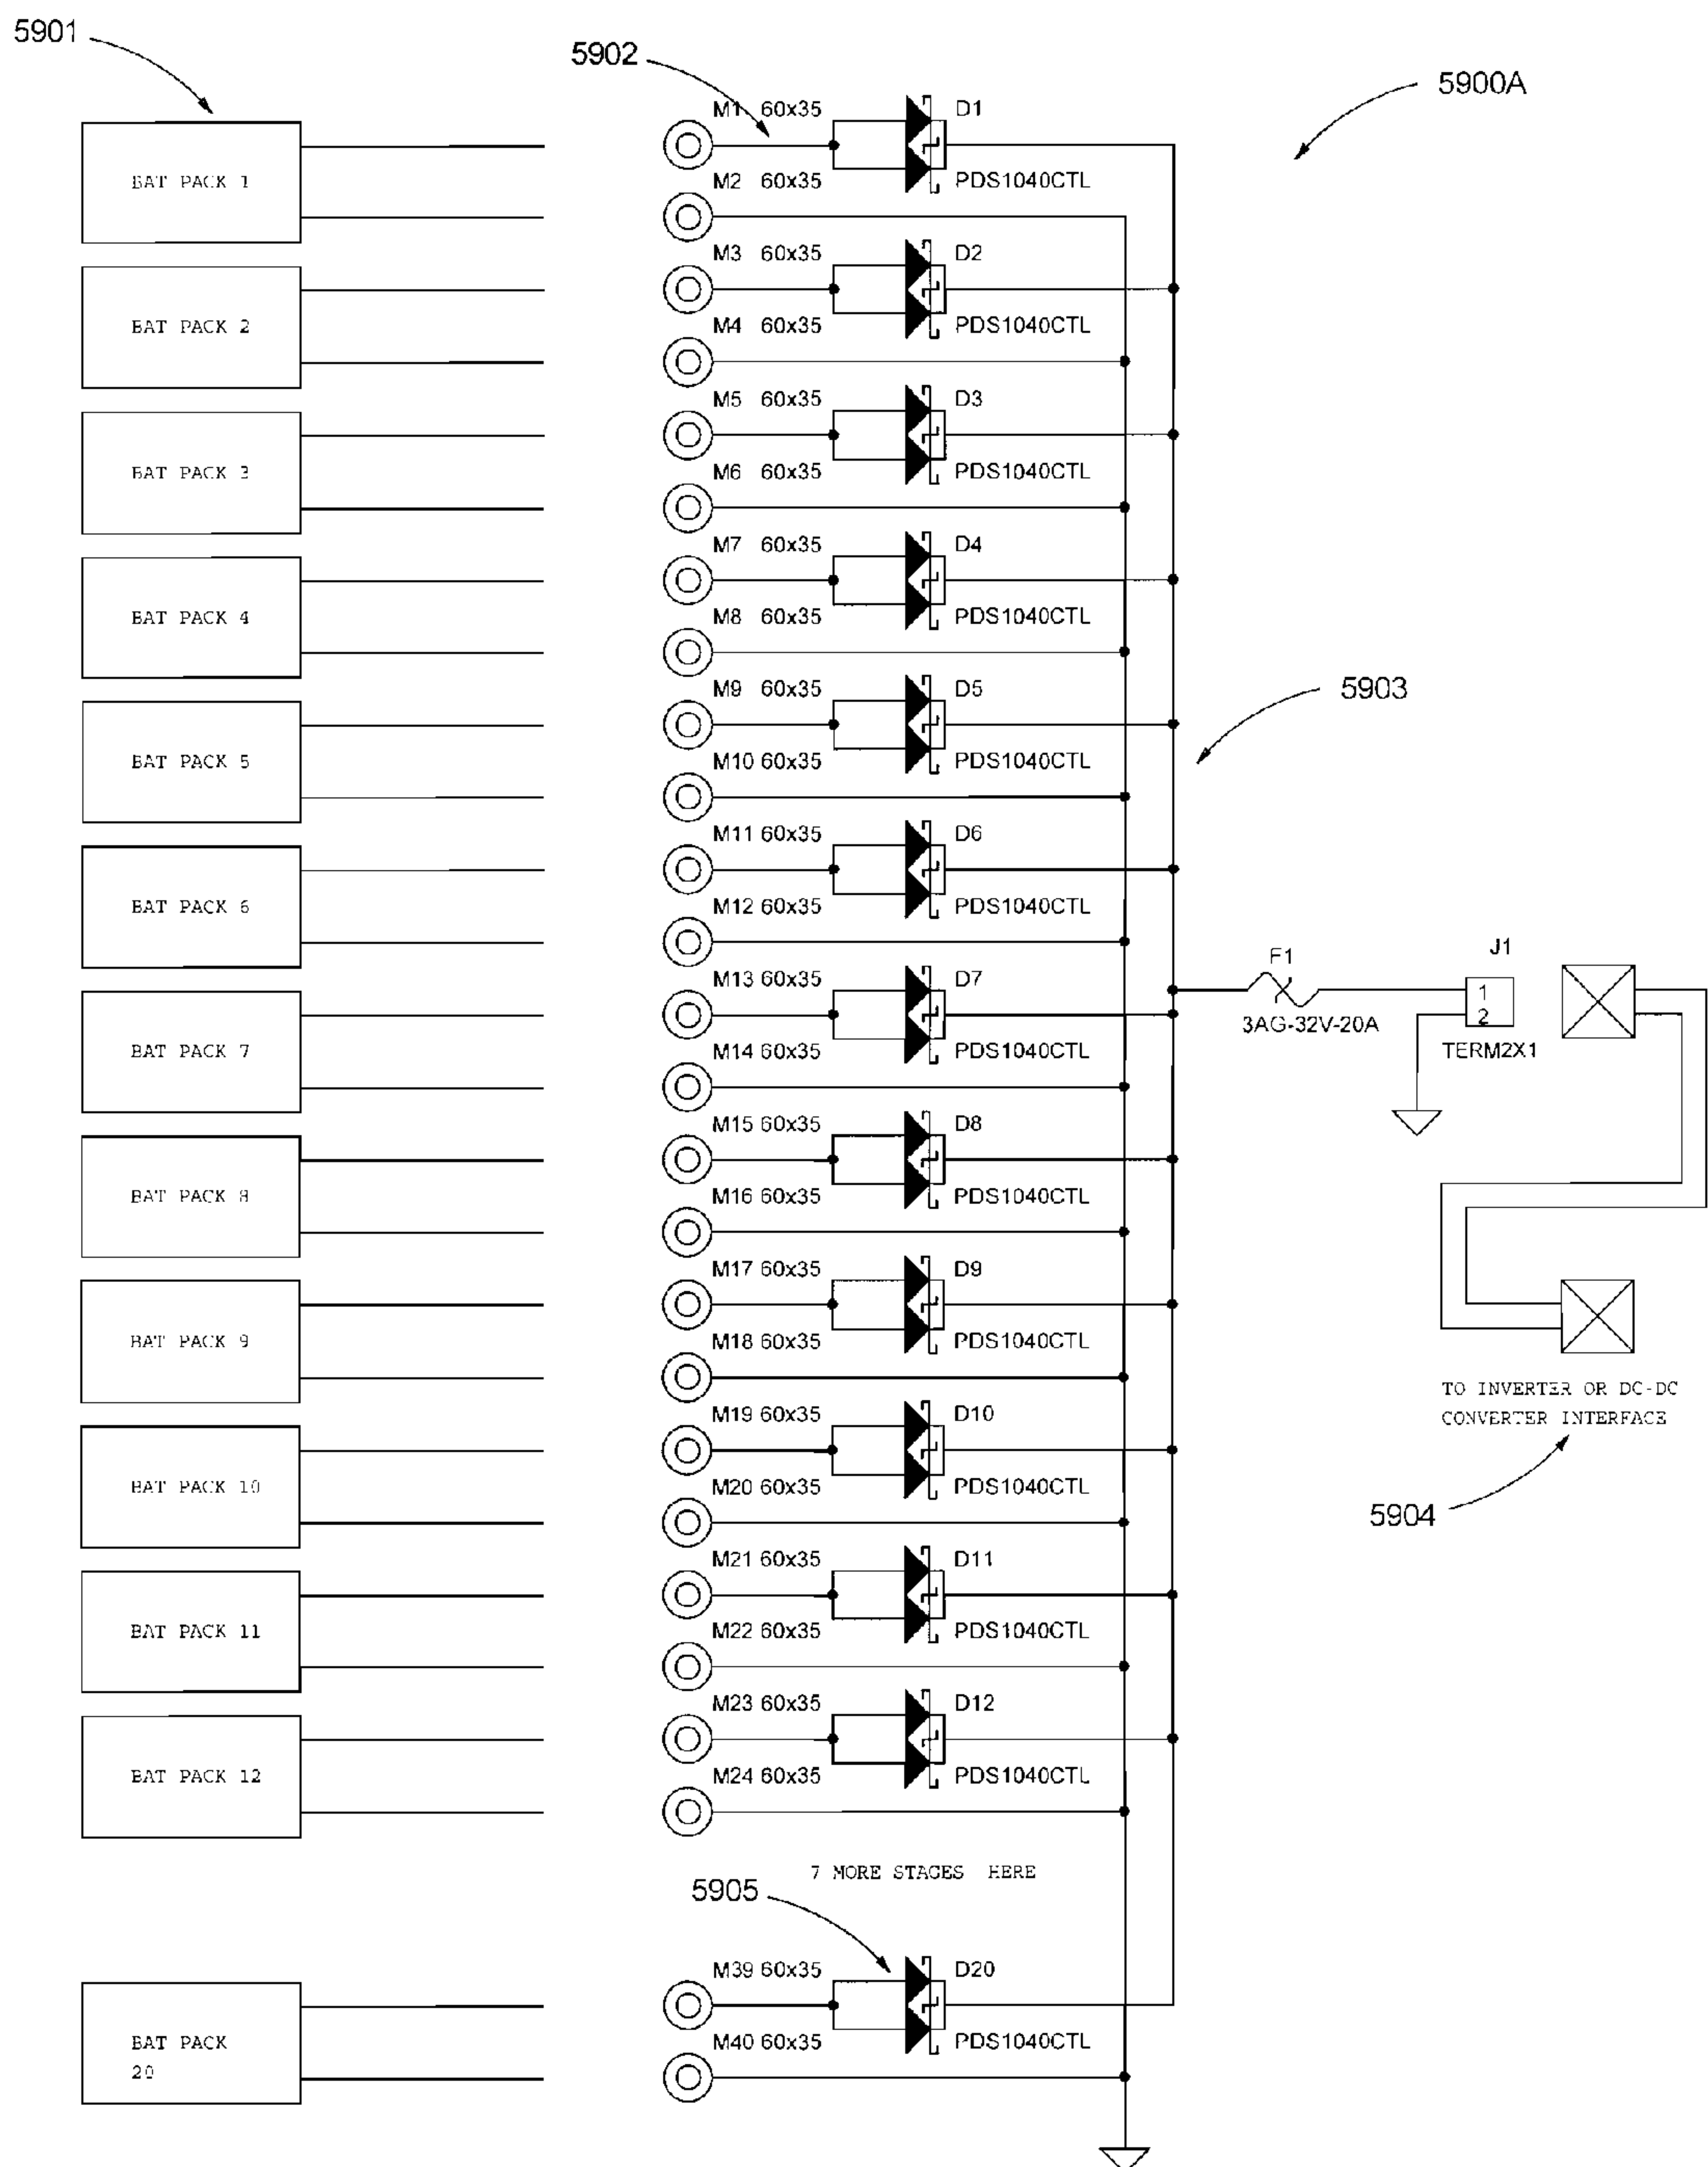 5901
5902
5900A
M1 60x35 D1
BAT PACK 1
M2 60x35 PDS1040CTL
M3 60x35 D2
BAT PACK 2
M4 60x35 PDS1040CTL
M5 60x35 D3
BAT PACK 3
M6 60x35 PDS1040CTL
M7 60x35 D4
BAT PACK 4
M8 60x35 PDS1040CTL
M9 60x35 D5
5903
BAT PACK 5
M10 60x35 PDS1040CTL
M11 60x35 D6
BAT PACK 6
M12 60x35 PDS1040CTL
M13 60x35 D7
F1
J1
1
2
3AG-32V-20A
TERM2X1
BAT PACK 7
M14 60x35 PDS1040CTL
M15 60x35 D8
BAT PACK 8
M16 60x35 PDS1040CTL
M17 60x35 D9
BAT PACK 9
M18 60x35 PDS1040CTL
TO INVERTER OR DC-DC
CONVERTER INTERFACE
5904
M19 60x35 D10
BAT PACK 10
M20 60x35 PDS1040CTL
M21 60x35 D11
BAT PACK 11
M22 60x35 PDS1040CTL
M23 60x35 D12
BAT PACK 12
M24 60x35 PDS1040CTL
7 MORE STAGES HERE
5905
M39 60x35 D20
BAT PACK
20
M40 60x35 PDS1040CTL